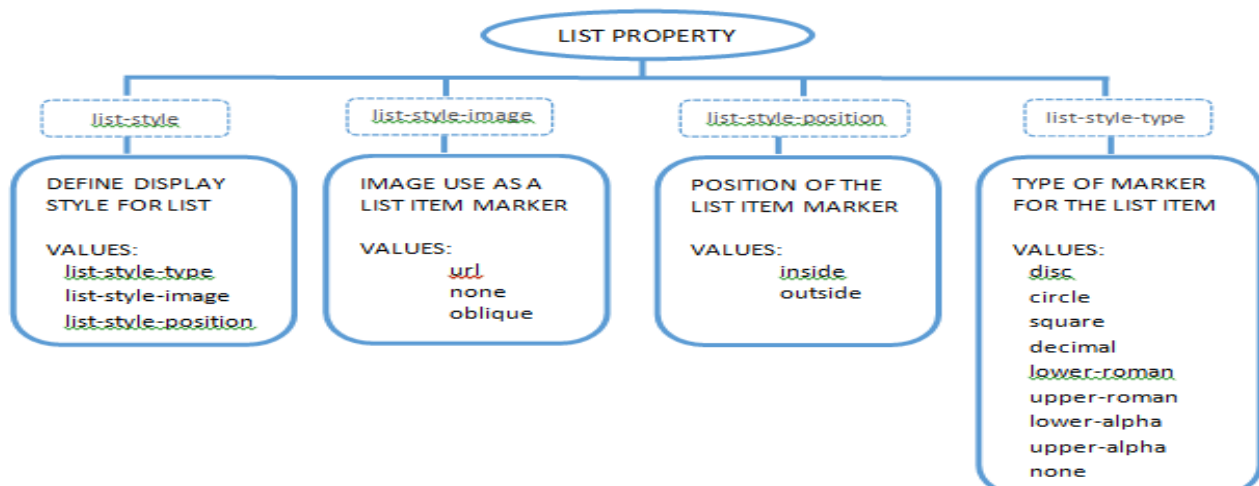 LIST PROPERTY
list-style
list-style-image
list-style-position
list-style-type
DEFINE DISPLAY
STYLE FOR LIST
VALUES:
list-style-type
list-style-image
list-style-position
IMAGE USE AS A
LIST ITEM MARKER
VALUES:
url
none
oblique
POSITION OF THE
LIST ITEM MARKER
VALUES:
inside
outside
TYPE OF MARKER
FOR THE LIST ITEM
VALUES:
disc
circle
square
decimal
lower-roman
upper-roman
lower-alpha
upper-alpha
none